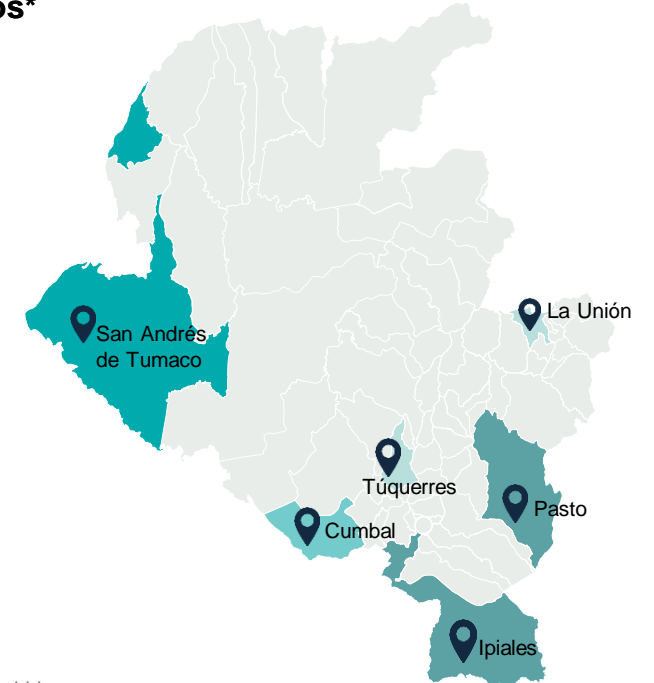 os*
La Unión
San Andrés
de Tumaco
Túquerres
Pasto
Cumbal
Ipiales